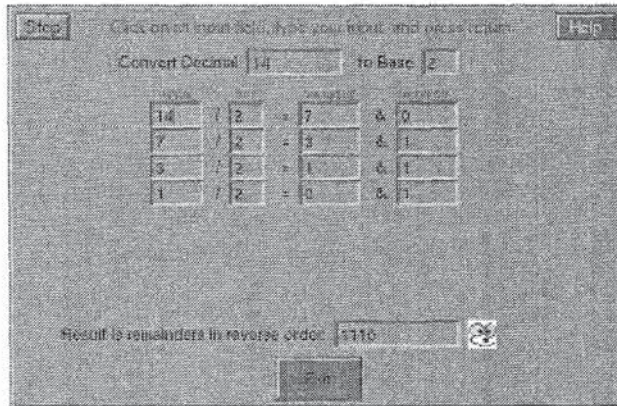 Stop Click on an input field, type your input, and press return. Help
Convert Decimal 14 to Base 2
14 / 2 = 7 & 0
7 / 2 = 3 & 1
3 / 2 = 1 & 1
1 / 2 = 0 & 1
Result is remainders in reverse order: 1110